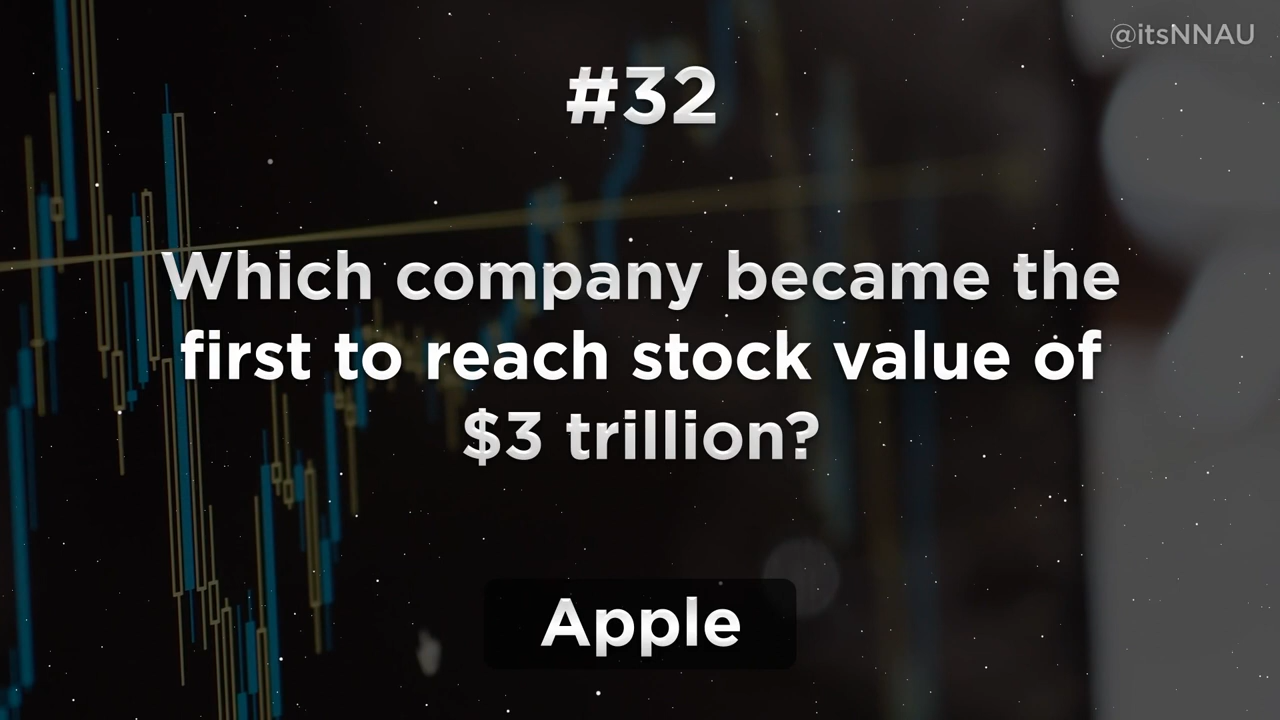 @itsNNAU
#32
Which company became the
first to reach stock value of
$3 trillion?
Apple